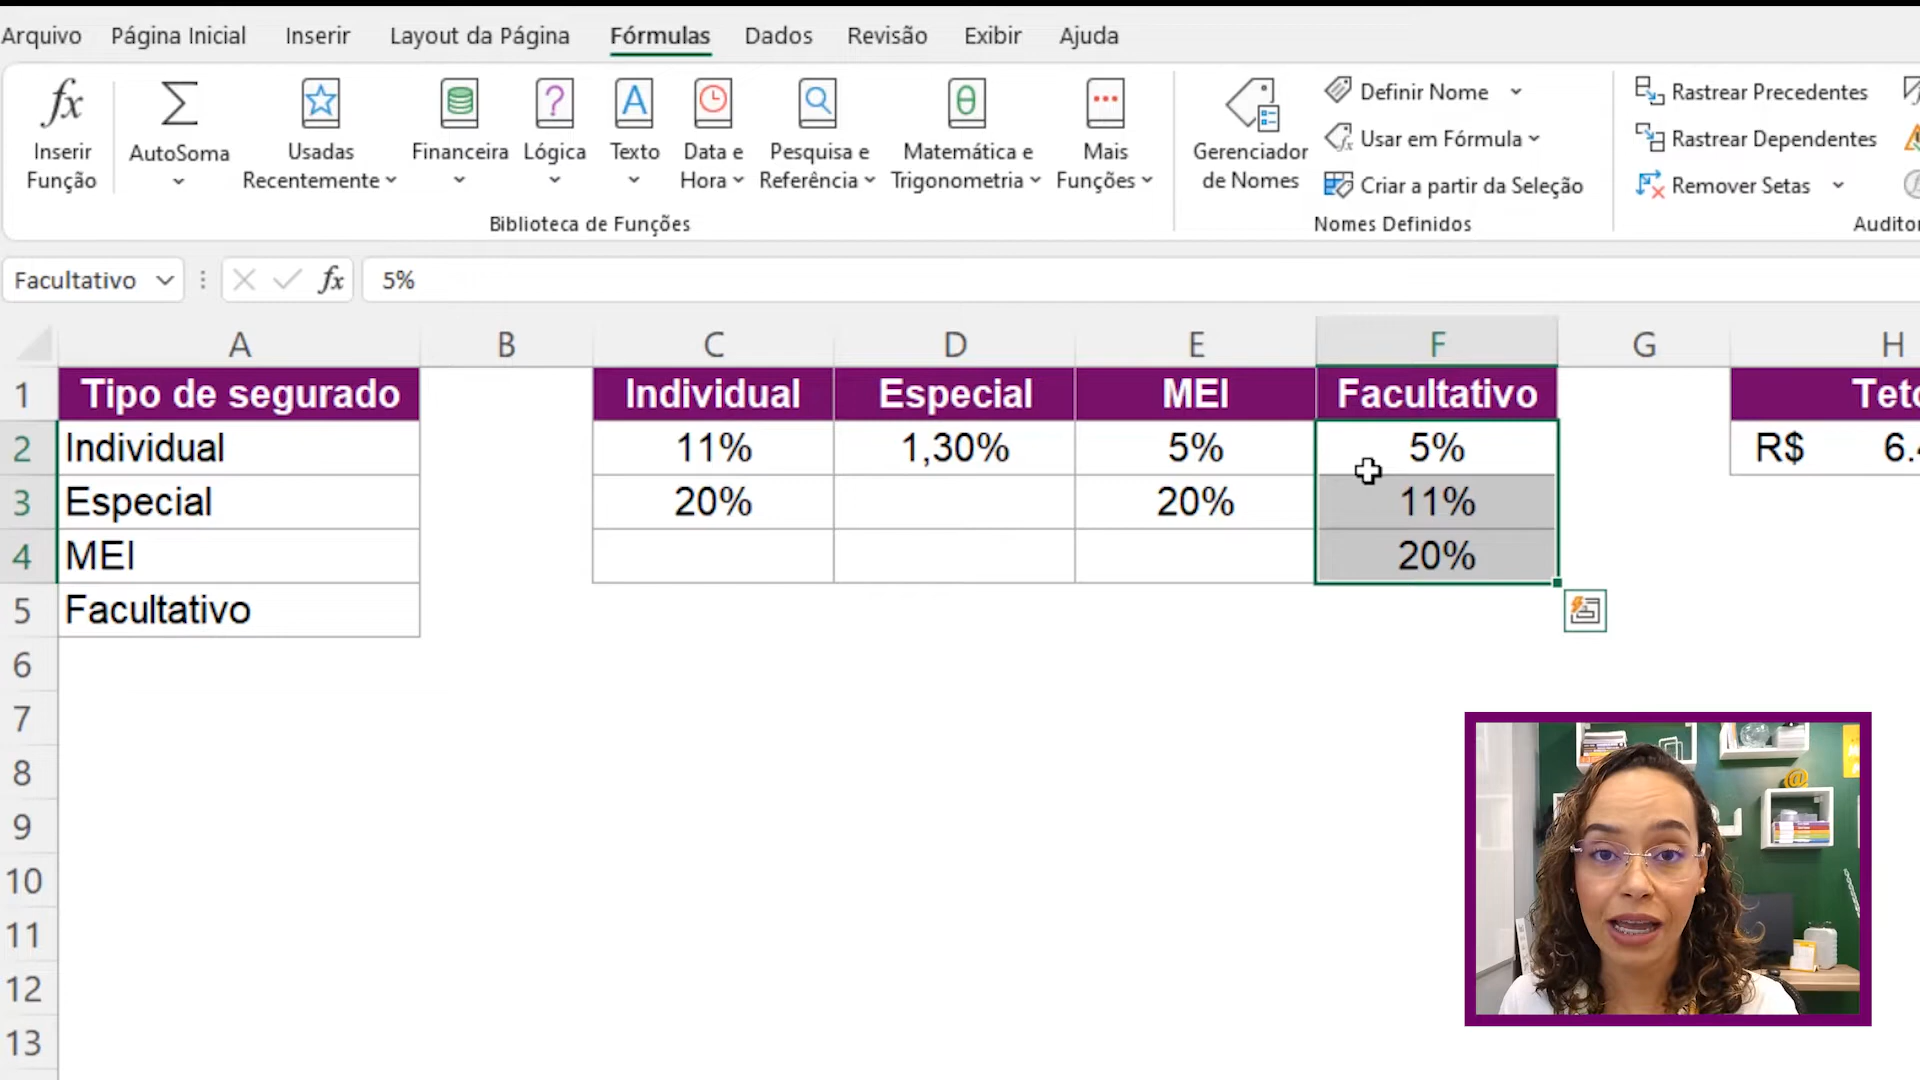 Arquivo Página Inicial Inserir Layout da Página Fórmulas Dados Revisão Exibir Ajuda
Inserir Função
AutoSoma
Usadas Recentemente
Financeira
Lógica
Texto
Data e Hora
Pesquisa e Referência
Matemática e Trigonometria
Mais Funções
Biblioteca de Funções
Gerenciador de Nomes
Definir Nome
Usar em Fórmula
Criar a partir da Seleção
Nomes Definidos
Rastrear Precedentes
Rastrear Dependentes
Remover Setas
Facultativo fx 5%
A B C D E F G H
1 Tipo de segurado Individual Especial MEI Facultativo
2 Individual 11% 1,30% 5% 5% R$
3 Especial 20% 20% 11%
4 MEI 20%
5 Facultativo
6
7
8
9
10
11
12
13